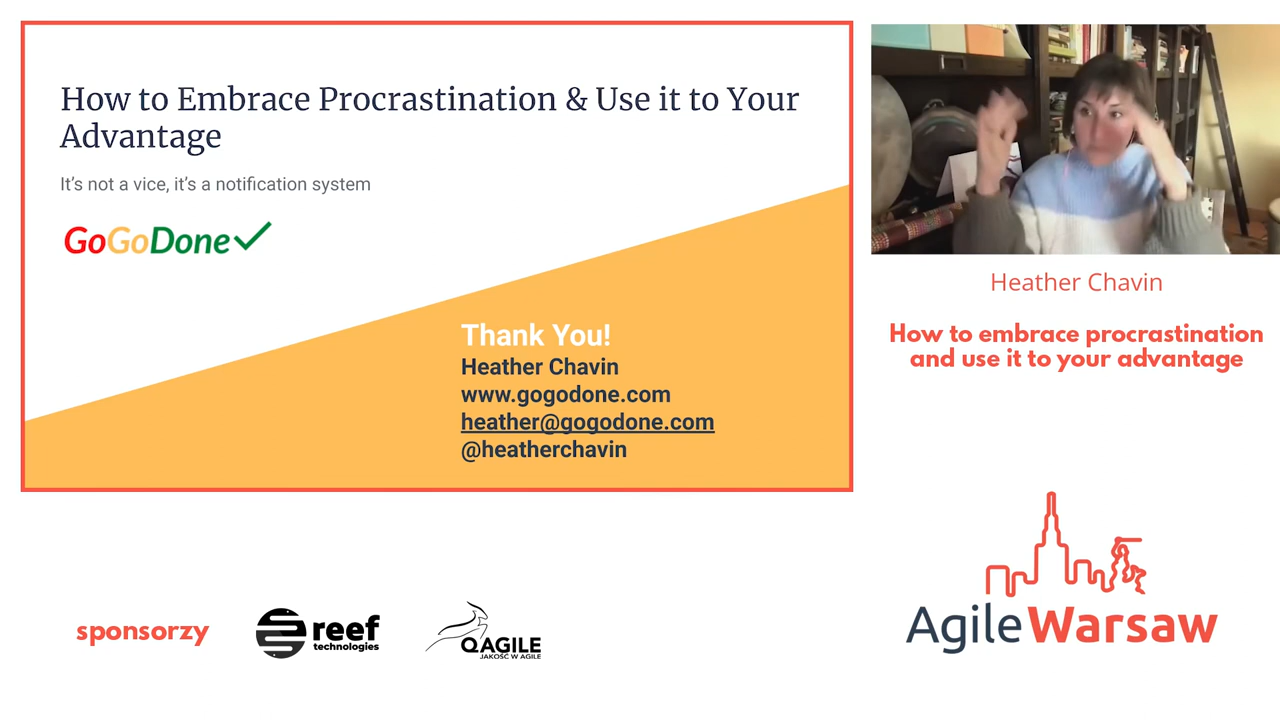 How to Embrace Procrastination & Use it to Your
Advantage
It’s not a vice, it’s a notification system
GoGoDone
Thank You!
Heather Chavin
www.gogodone.com
heather@gogodone.com
@heatherchavin
Heather Chavin
How to embrace procrastination
and use it to your advantage
sponsorzy
reef
technologies
QAGILE
JAKOŚĆ W AGILE
AgileWarsaw